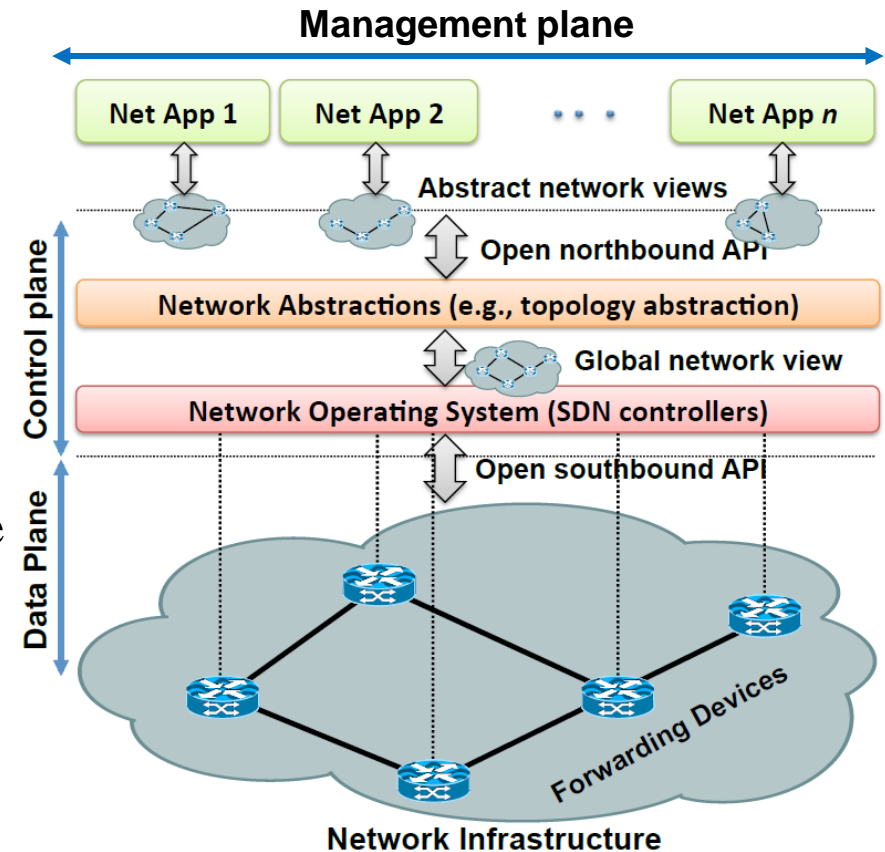 Management plane
Net App 1
Net App 2
. . .
Net App n
Abstract network views
Open northbound API
Control plane
Network Abstractions (e.g., topology abstraction)
Global network view
Network Operating System (SDN controllers)
Open southbound API
Data Plane
e
Forwarding Devices
Network Infrastructure